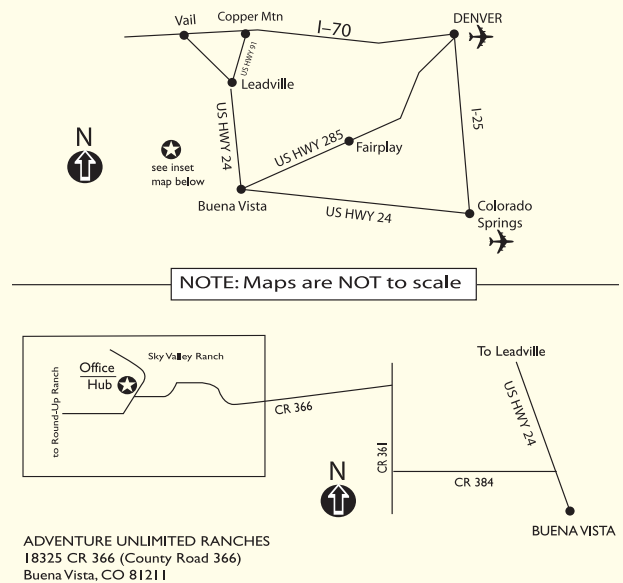 Vail
Copper Mtn
I-70
DENVER
US HWY 91
Leadville
US HWY 24
I-25
N
see inset
map below
US HWY 285
Fairplay
Buena Vista
US HWY 24
Colorado
Springs
NOTE: Maps are NOT to scale
Office
Hub
Sky Valley Ranch
to Round-Up Ranch
CR 366
CR 361
To Leadville
US HWY 24
N
CR 384
BUENA VISTA
ADVENTURE UNLIMITED RANCHES
18325 CR 366 (County Road 366)
Buena Vista, CO 81211